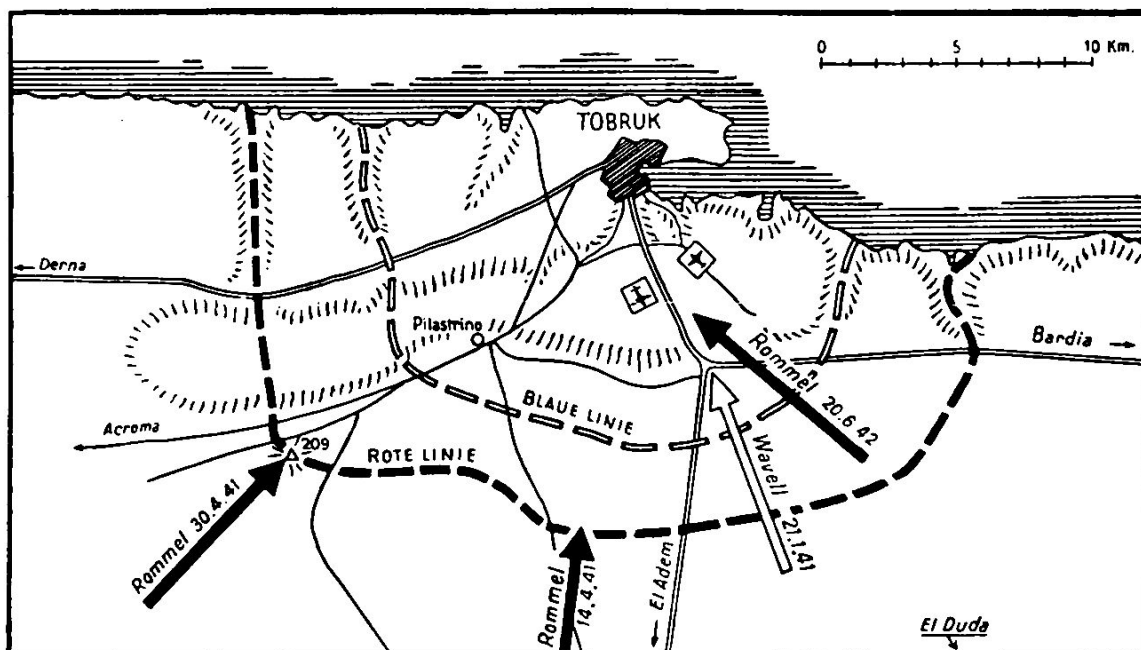 0 5 10 Km.
TOBRUK
Derna
Pilastrino
Bardia
Rommel 20.6 42
BLAUE LINIE
Acroma
209
ROTE LINIE
Wavell 21.1.41
Rommel 30.4.41
Rommel 14.4.41
El Adem
El Duda